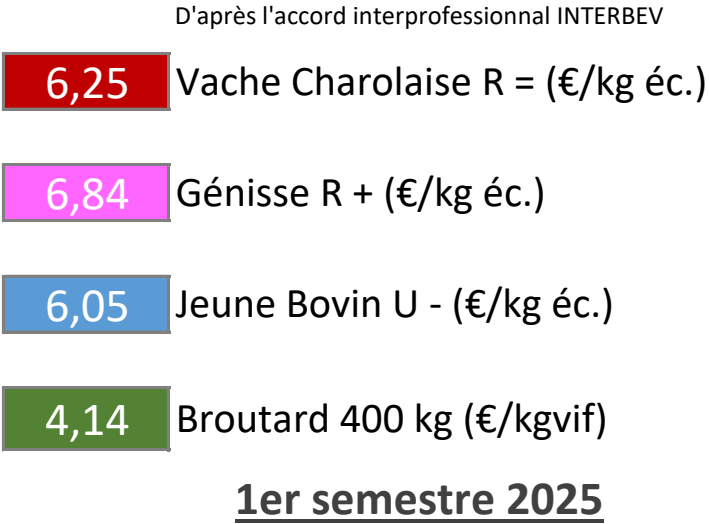 D'après l'accord interprofessionnal INTERBEV
6,25 Vache Charolaise R = (€/kg éc.)
6,84 Génisse R + (€/kg éc.)
6,05 Jeune Bovin U - (€/kg éc.)
4,14 Broutard 400 kg (€/kgvif)
1er semestre 2025